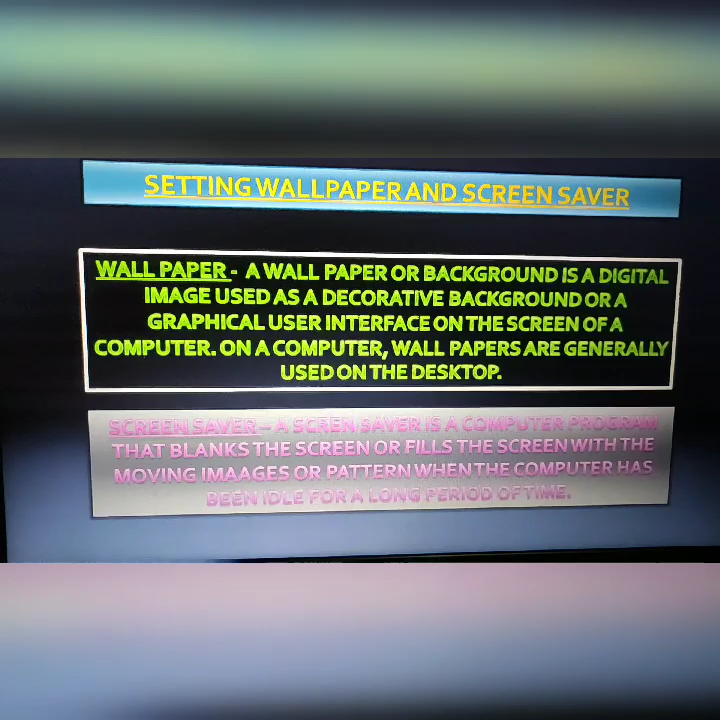 SETTING WALLPAPER AND SCREEN SAVER
WALL PAPER - A WALL PAPER OR BACKGROUND IS A DIGITAL
IMAGE USED AS A DECORATIVE BACKGROUND OR A
GRAPHICAL USER INTERFACE ON THE SCREEN OF A
COMPUTER. ON A COMPUTER, WALL PAPERS ARE GENERALLY
USED ON THE DESKTOP.
SCREEN SAVER – A SCREN SAVER IS A COMPUTER PROGRAM
THAT BLANKS THE SCREEN OR FILLS THE SCREEN WITH THE
MOVING IMAAGES OR PATTERN WHEN THE COMPUTER HAS
BEEN IDLE FOR A LONG PERIOD OF TIME.